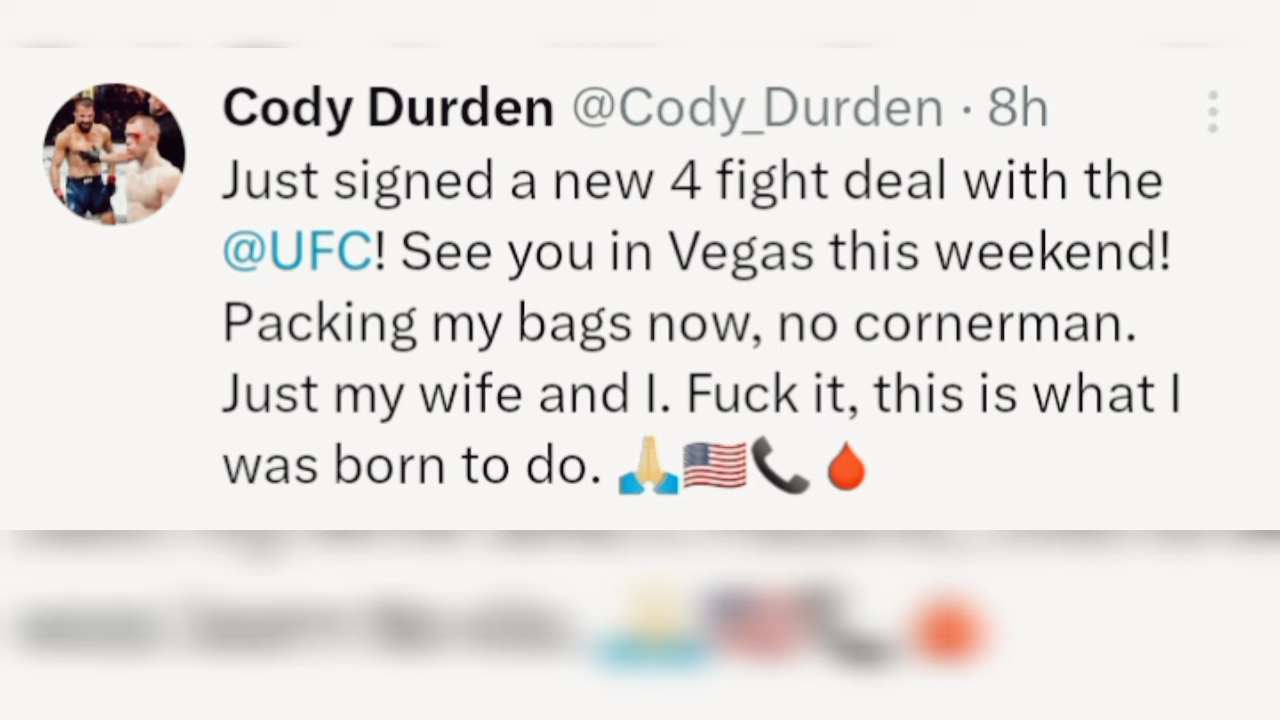 Cody Durden @Cody_Durden · 8h
Just signed a new 4 fight deal with the
@UFC! See you in Vegas this weekend!
Packing my bags now, no cornerman.
Just my wife and I. Fuck it, this is what I
was born to do. 🙏🇺🇸📞🩸